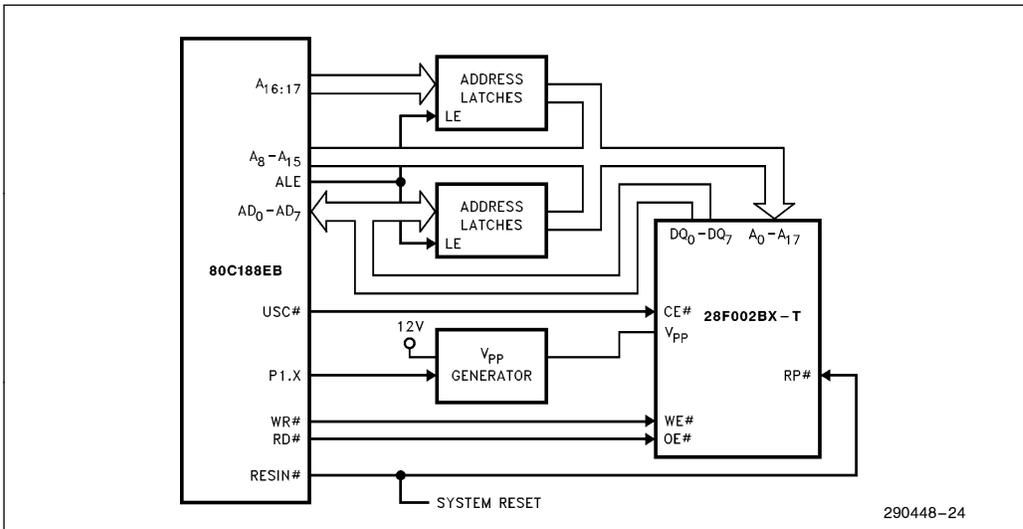 A16:17
A8-A15
ALE
AD0-AD7
80C188EB
USC#
P1.X
WR#
RD#
RESIN#
ADDRESS
LATCHES
LE
ADDRESS
LATCHES
LE
12V
VPP
GENERATOR
SYSTEM RESET
DQ0-DQ7 A0-A17
CE#
28F002BX-T
VPP
RP#
WE#
OE#
290448-24